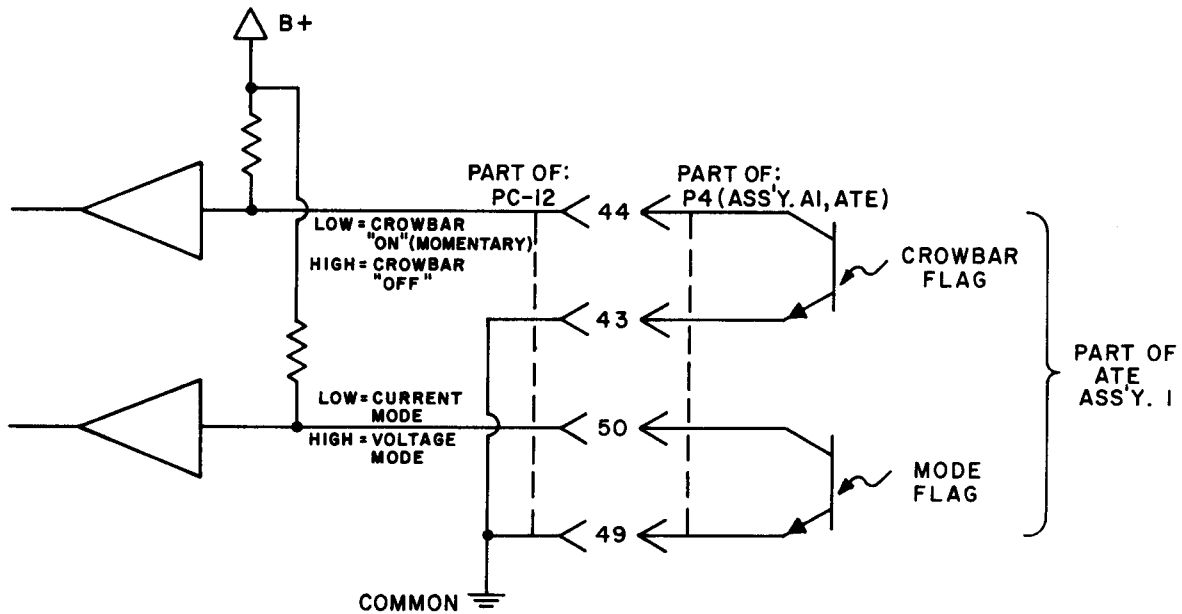 B+
PART OF:
PC-12
PART OF:
P4 (ASS'Y. A1, ATE)
44
LOW = CROWBAR
"ON" (MOMENTARY)
HIGH = CROWBAR
"OFF"
CROWBAR
FLAG
43
PART OF
ATE
ASS'Y. 1
LOW = CURRENT
MODE
50
HIGH = VOLTAGE
MODE
MODE
FLAG
49
COMMON